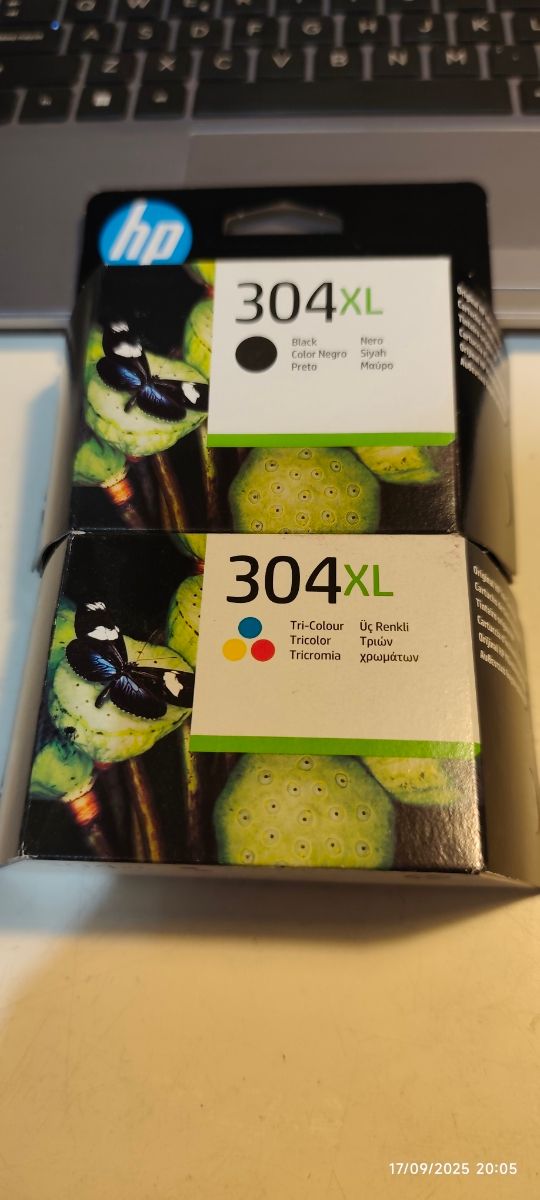 A S D F G H J K L
Z X C V B N M
hp
304XL
Black Nero
Color Negro Siyah
Preto Μαύρο
304XL
Tri-Colour Üç Renkli
Tricolor Τριών
Tricromia χρωμάτων
17/09/2025 20:05